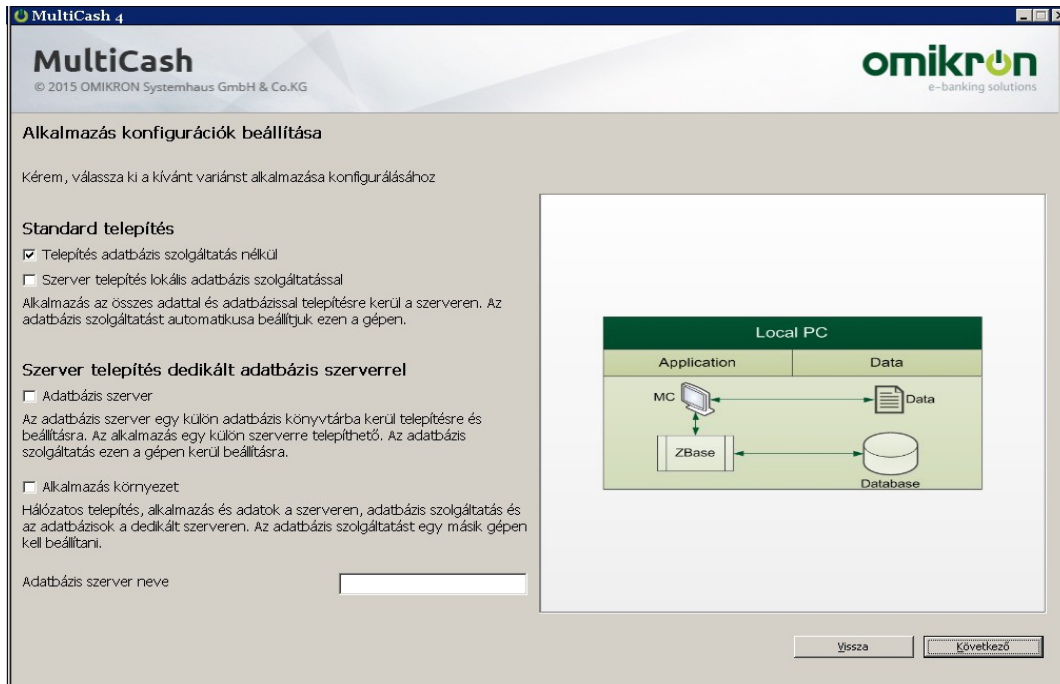 MultiCash 4
MultiCash
© 2015 OMIKRON Systemhaus GmbH & Co.KG
omikron
e-banking solutions
Alkalmazás konfigurációk beállítása
Kérem, válassza ki a kívánt variánst alkalmazása konfigurálásához
Standard telepítés
Telepítés adatbázis szolgáltatás nélkül
Szerver telepítés lokális adatbázis szolgáltatással
Alkalmazás az összes adattal és adatbázissal telepítésre kerül a szerveren. Az
adatbázis szolgáltatást automatikusa beállítjuk ezen a gépen.
Szerver telepítés dedikált adatbázis szerverrel
Adatbázis szerver
Az adatbázis szerver egy külön adatbázis könyvtárba kerül telepítésre és
beállításra. Az alkalmazás egy külön szerverre telepíthető. Az adatbázis
szolgáltatás ezen a gépen kerül beállításra.
Alkalmazás környezet
Hálózatos telepítés, alkalmazás és adatok a szerveren, adatbázis szolgáltatás és
az adatbázisok a dedikált szerveren. Az adatbázis szolgáltatást egy másik gépen
kell beállítani.
Adatbázis szerver neve
Local PC
Application
Data
MC
Data
ZBase
Database
Vissza
Következő